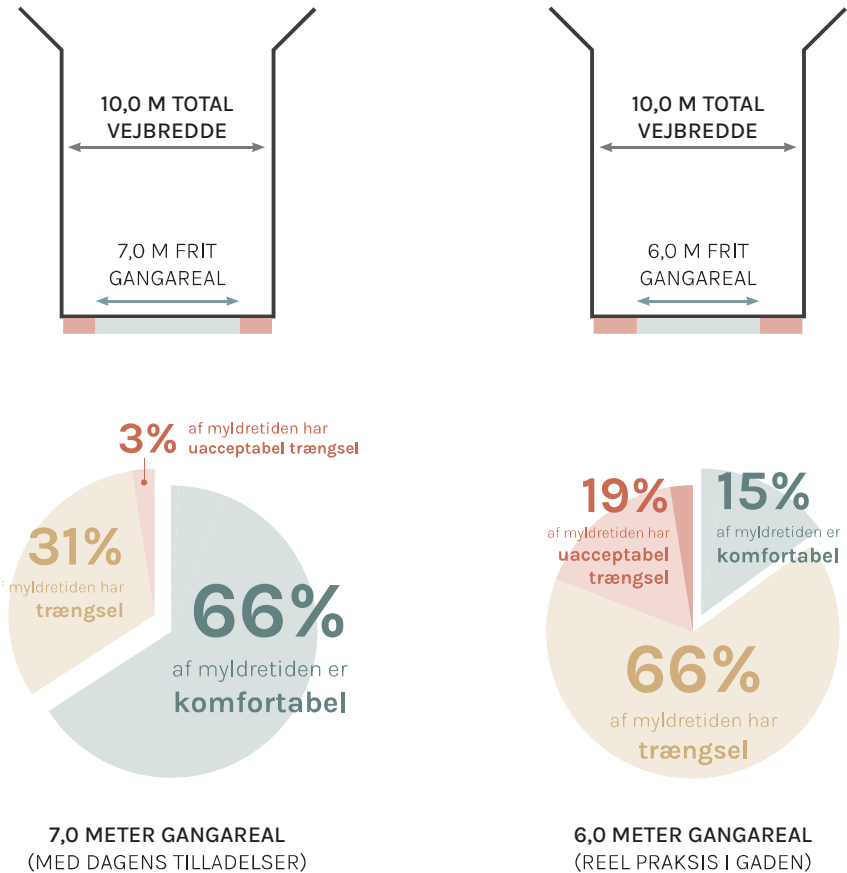 10,0 M TOTAL
VEJBREDDE
7,0 M FRIT
GANGAREAL
10,0 M TOTAL
VEJBREDDE
6,0 M FRIT
GANGAREAL
3%
af myldretiden har
uacceptabel trængsel
31%
f myldretiden har
trængsel
66%
af myldretiden er
komfortabel
19%
af myldretiden har
uacceptabel
trængsel
15%
af myldretiden er
komfortabel
66%
af myldretiden har
trængsel
7,0 METER GANGAREAL
(MED DAGENS TILLADELSER)
6,0 METER GANGAREAL
(REEL PRAKSIS I GADEN)